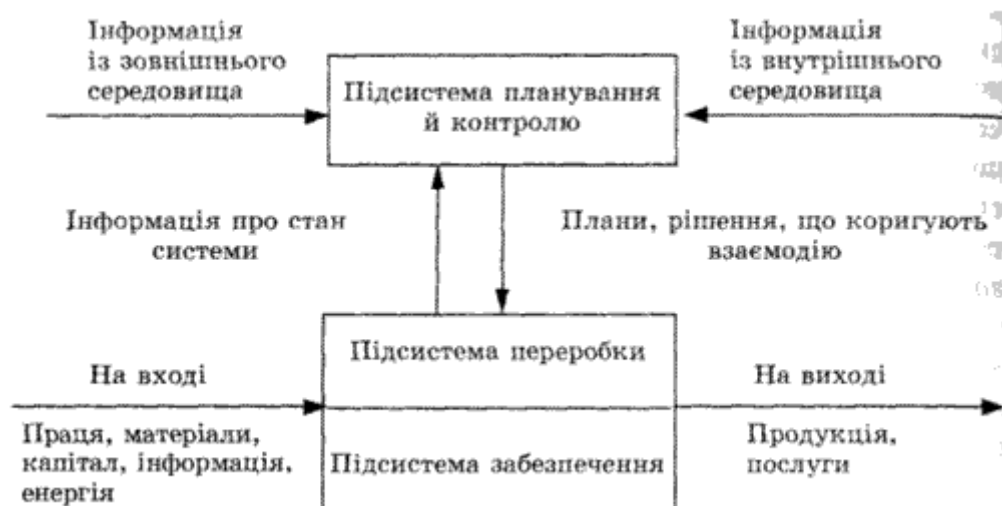 Інформація
із зовнішнього
середовища
Підсистема планування
й контролю
Інформація
із внутрішнього
середовища
Інформація про стан
системи
Плани, рішення, що коригують
взаємодію
Підсистема переробки
На вході
На виході
Праця, матеріали,
капітал, інформація,
енергія
Підсистема забезпечення
Продукція,
послуги